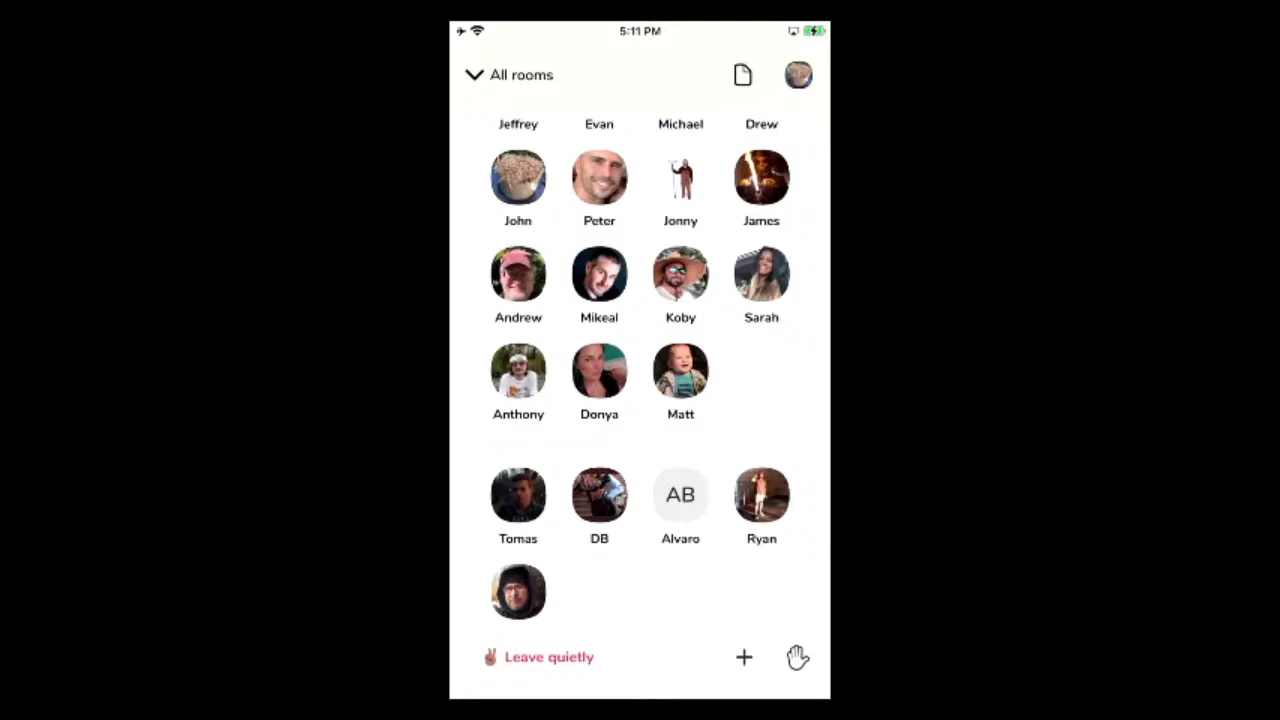 5:11 PM
All rooms
Jeffrey Evan Michael Drew
John Peter Jonny James
Andrew Mikeal Koby Sarah
Anthony Donya Matt
AB
Tomas DB Alvaro Ryan
Leave quietly